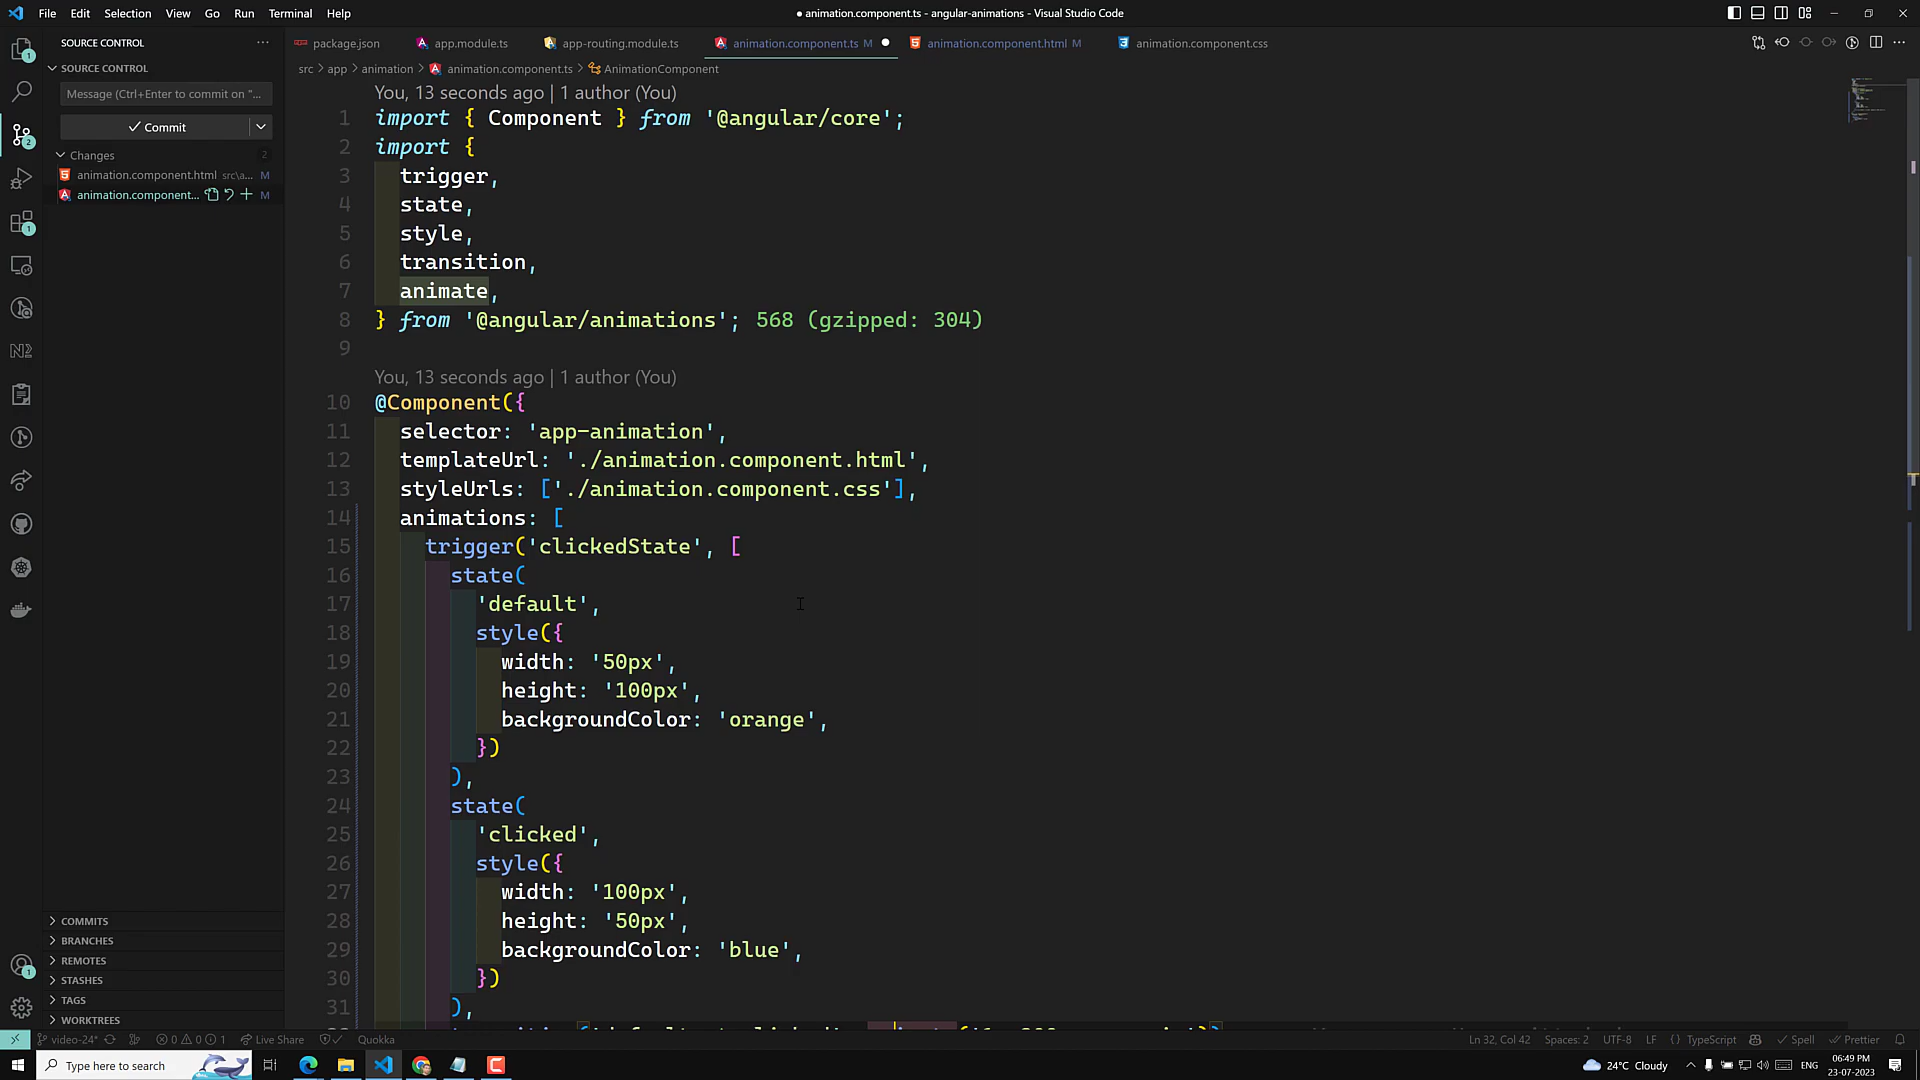 File Edit Selection View Go Run Terminal Help
● animation.component.ts - angular-animations - Visual Studio Code
SOURCE CONTROL ...
package.json app.module.ts app-routing.module.ts animation.component.ts M ● animation.component.html M animation.component.css
SOURCE CONTROL
src > app > animation > animation.component.ts > AnimationComponent
Message (Ctrl+Enter to commit on "...
Commit
Changes 2
animation.component.html src\a... M
animation.component... M
You, 13 seconds ago | 1 author (You)
1 import { Component } from '@angular/core';
2 import {
3 trigger,
4 state,
5 style,
6 transition,
7 animate,
8 } from '@angular/animations'; 568 (gzipped: 304)
9
You, 13 seconds ago | 1 author (You)
10 @Component({
11 selector: 'app-animation',
12 templateUrl: './animation.component.html',
13 styleUrls: ['./animation.component.css'],
14 animations: [
15 trigger('clickedState', [
16 state(
17 'default',
18 style({
19 width: '50px',
20 height: '100px',
21 backgroundColor: 'orange',
22 })
23 ),
24 state(
25 'clicked',
26 style({
27 width: '100px',
28 height: '50px',
29 backgroundColor: 'blue',
30 })
31 ),
COMMITS
BRANCHES
REMOTES
STASHES
TAGS
WORKTREES
video-24* 0 0 1 Live Share Quokka
Ln 32, Col 42 Spaces: 2 UTF-8 LF {} TypeScript Spell Prettier
Type here to search
24°C Cloudy ENG 06:49 PM
23-07-2023